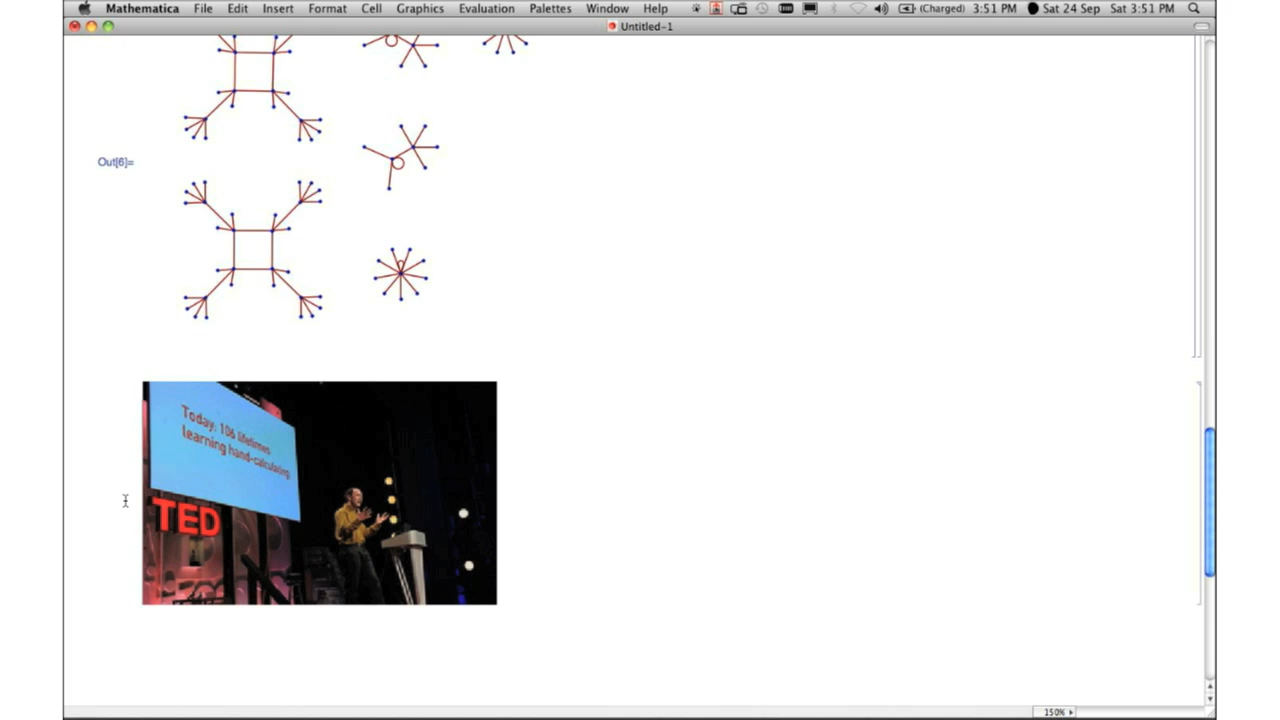 Mathematica File Edit Insert Format Cell Graphics Evaluation Palettes Window Help (Charged) 3:51 PM Sat 24 Sep Sat 3:51 PM
Untitled-1
Out[6]=
Today: 106 lifetimes
learning hand-calculating
TED
150%